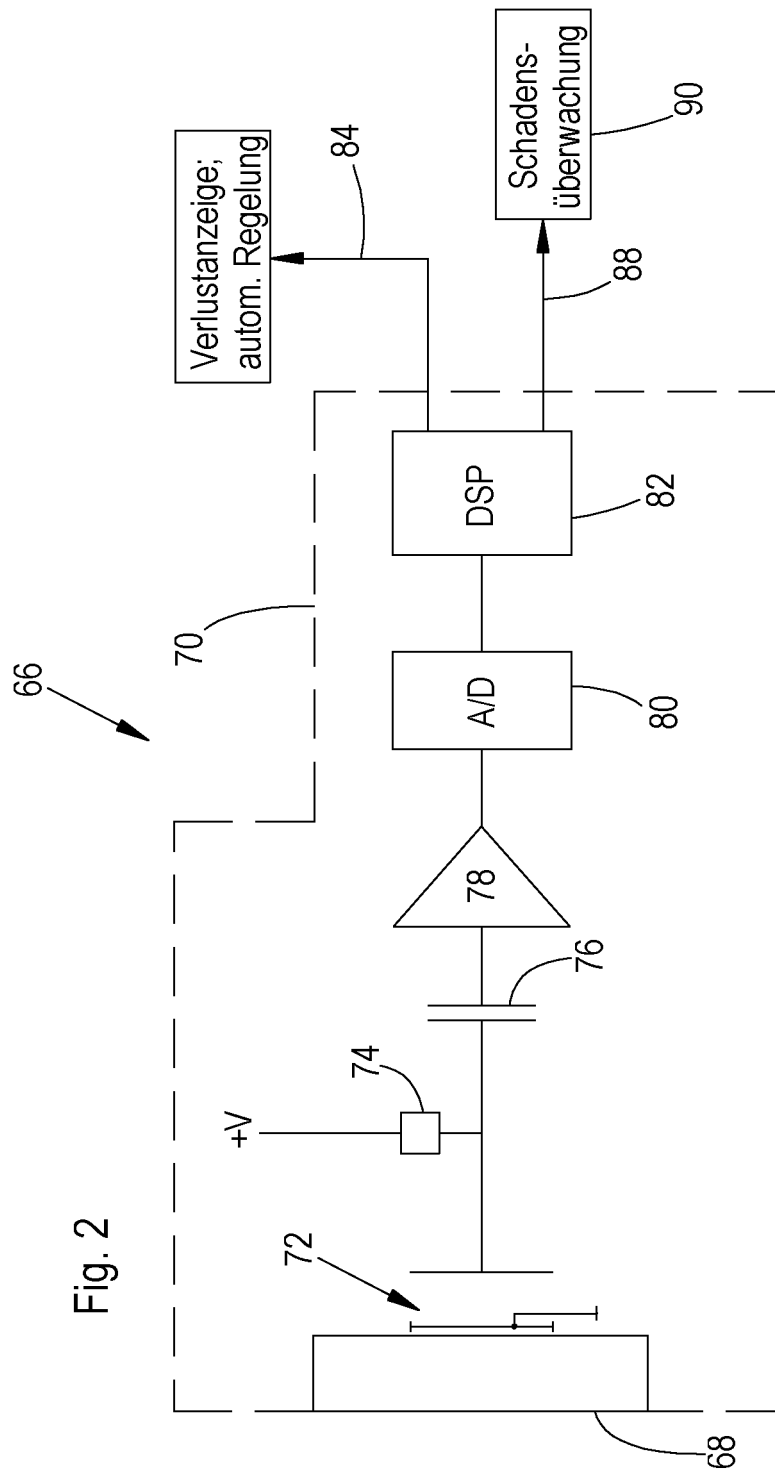 Fig. 2
66
70
+V
72
74
68
76
78
A/D
80
DSP
82
Verlustanzeige;
autom. Regelung
84
88
Schadens-
überwachung
90